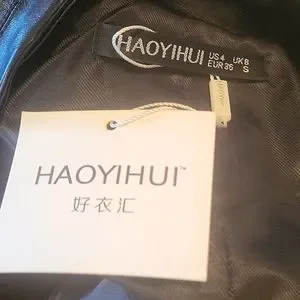 HAOYIHUI
US 4 UK 8
EUR 36 S
HAOYIHUI™
好衣汇